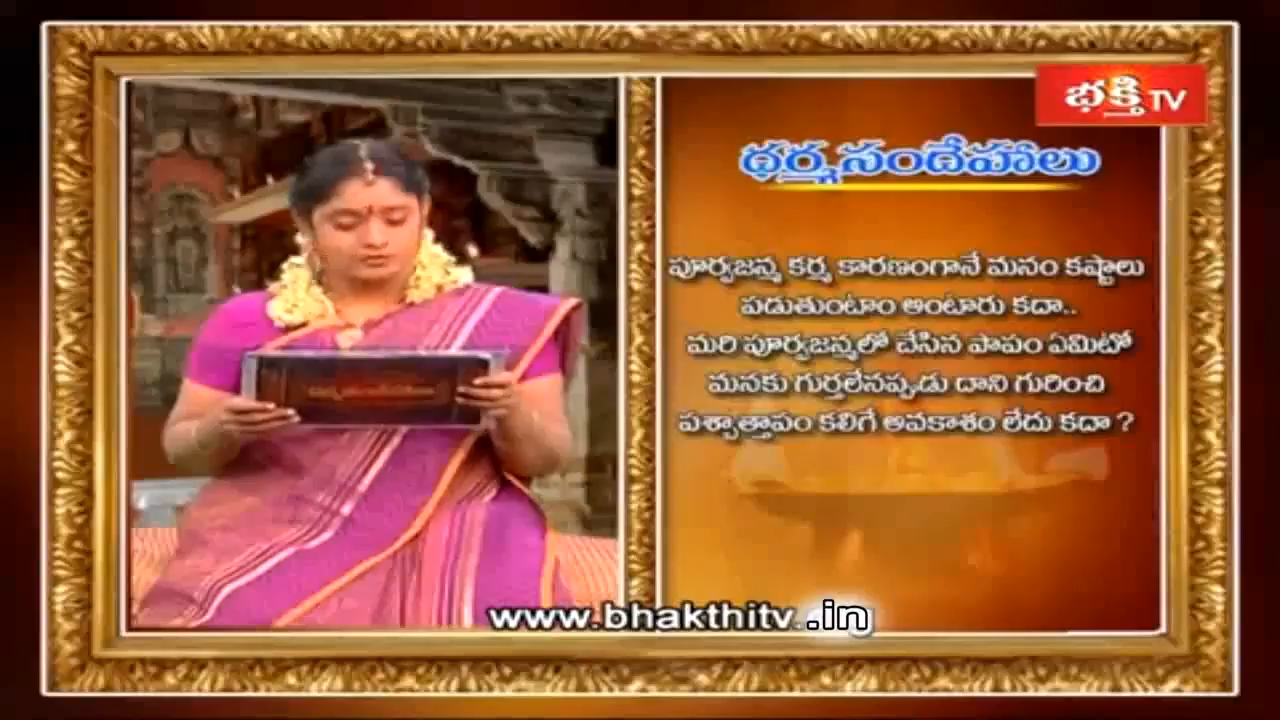 భక్తి TV
ధర్మసందేహాలు
పూర్వజన్మ కర్మ కారణంగానే మనం కష్టాలు
పడుతుంటాం అంటారు కదా..
మరి పూర్వజన్మలో చేసిన పాపం ఏమిటో
మనకు గుర్తులేనప్పుడు దాని గురించి
పశ్చాత్తాపం కలిగే అవకాశం లేదు కదా ?
www.bhakthitv.in